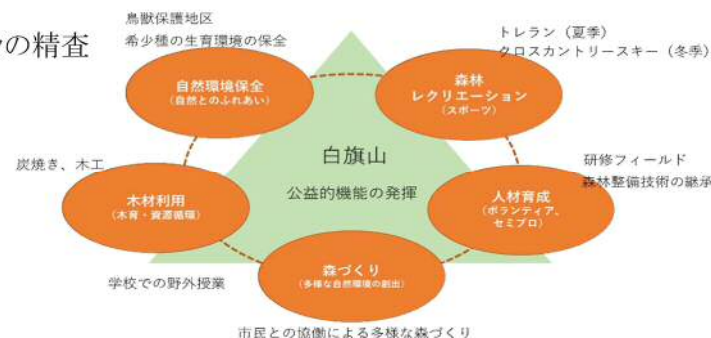 の精査
鳥獣保護地区
希少種の生育環境の保全
トレラン（夏季）
クロスカントリースキー（冬季）
自然環境保全
（自然とのふれあい）
森林
レクリエーション
（スポーツ）
白旗山
公益的機能の発揮
炭焼き、木工
木材利用
（木育・資源循環）
研修フィールド
森林整備技術の継承
人材育成
（ボランティア、
セミプロ）
学校での野外授業
森づくり
（多様な自然環境の創出）
市民との協働による多様な森づくり